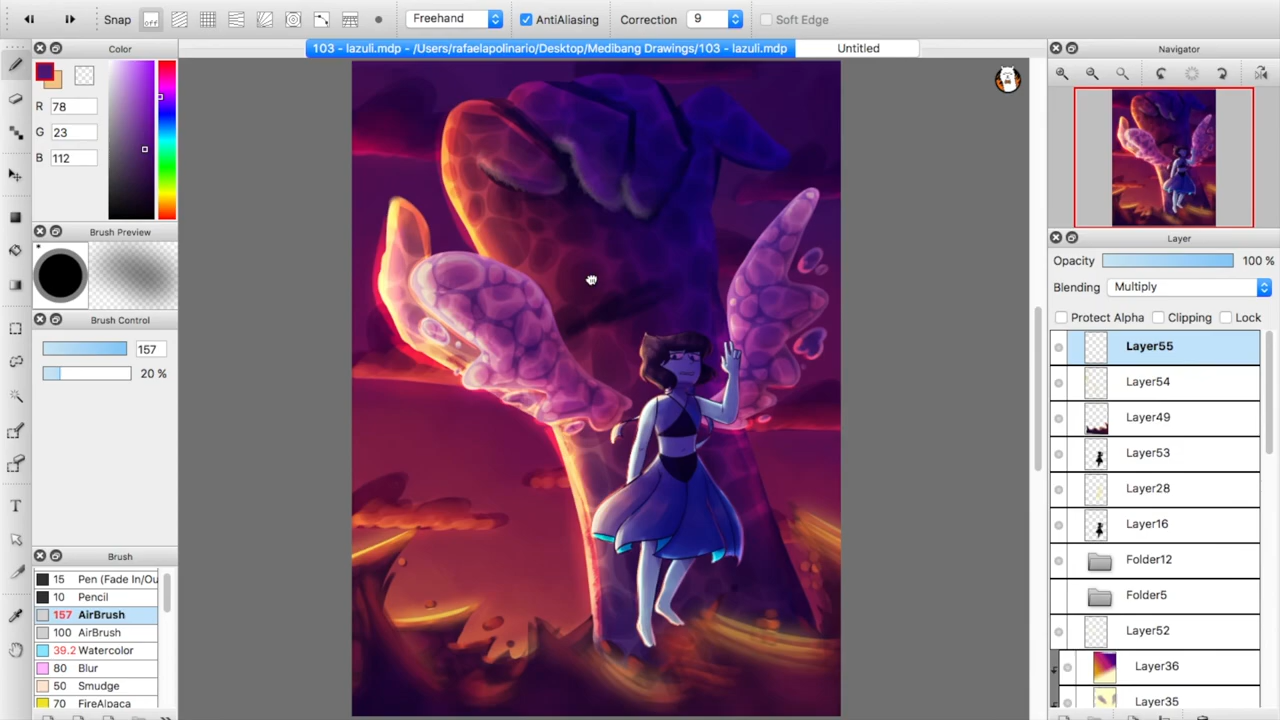 Snap
off
Freehand
AntiAliasing
Correction
9
Soft Edge
103 - lazuli.mdp - /Users/rafaelapolinario/Desktop/Medibang Drawings/103 - lazuli.mdp
Untitled
Color
R 78
G 23
B 112
Brush Preview
Brush Control
157
20 %
Brush
15 Pen (Fade In/Ou
10 Pencil
157 AirBrush
100 AirBrush
39.2 Watercolor
80 Blur
50 Smudge
70 FireAlpaca
Navigator
Layer
Opacity 100 %
Blending Multiply
Protect Alpha Clipping Lock
Layer55
Layer54
Layer49
Layer53
Layer28
Layer16
Folder12
Folder5
Layer52
Layer36
Layer35